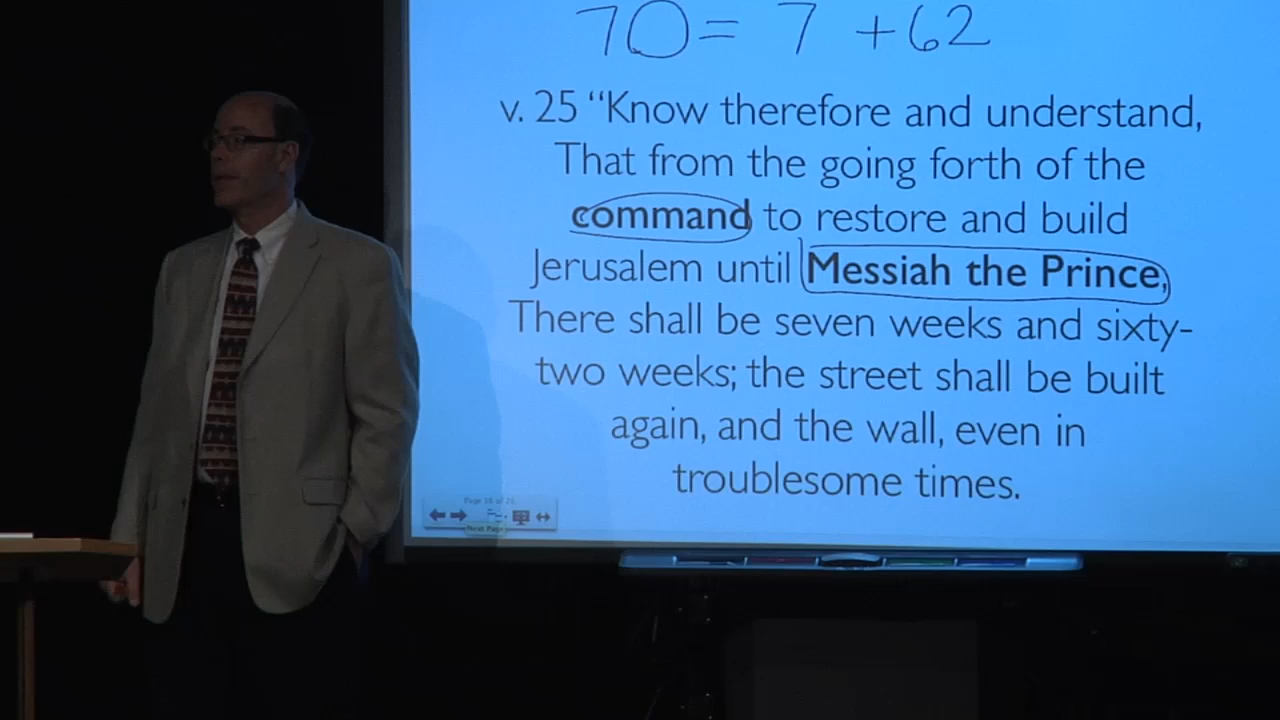 70 = 7 + 62
v. 25 “Know therefore and understand,
That from the going forth of the
command to restore and build
Jerusalem until Messiah the Prince,
There shall be seven weeks and sixty-
two weeks; the street shall be built
again, and the wall, even in
troublesome times.
Next Page